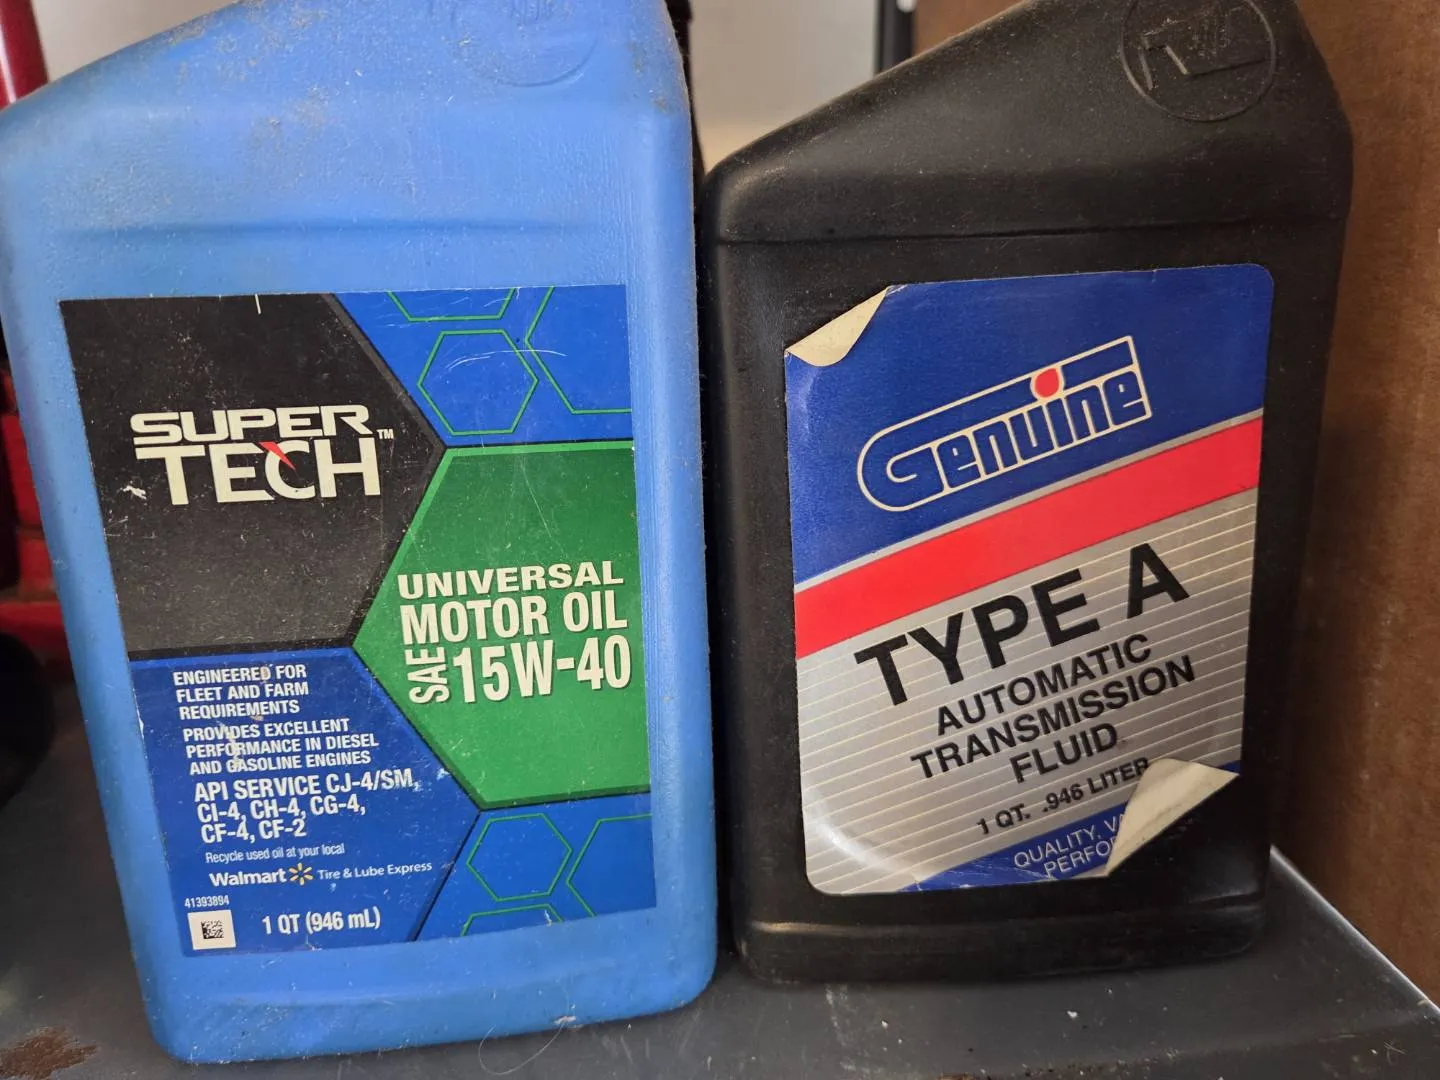 SUPER
TECH™
UNIVERSAL
MOTOR OIL
SAE 15W-40
ENGINEERED FOR
FLEET AND FARM
REQUIREMENTS
PROVIDES EXCELLENT
PERFORMANCE IN DIESEL
AND GASOLINE ENGINES
API SERVICE CJ-4/SM,
CI-4, CH-4, CG-4,
CF-4, CF-2
Recycle used oil at your local
Walmart Tire & Lube Express
41393894
1 QT (946 mL)
Genuine
TYPE A
AUTOMATIC
TRANSMISSION
FLUID
1 QT. .946 LITER
QUALITY, VA
PERFO